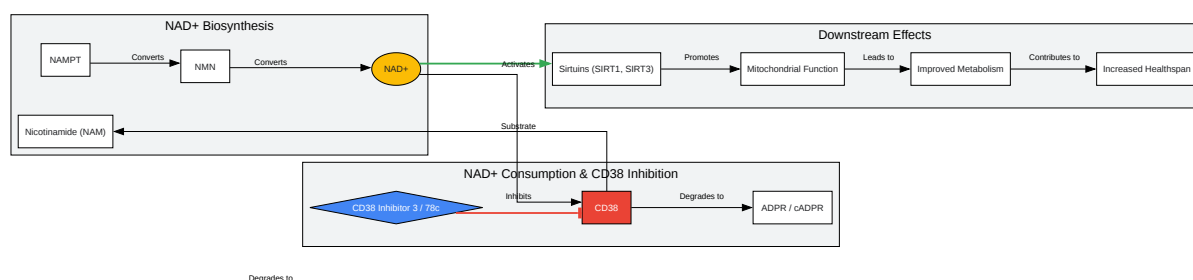 NAD+ Biosynthesis
NAMPT
Converts
NMN
Converts
NAD+
Activates
Nicotinamide (NAM)
Substrate
Downstream Effects
Sirtuins (SIRT1, SIRT3)
Promotes
Mitochondrial Function
Leads to
Improved Metabolism
Contributes to
Increased Healthspan
NAD+ Consumption & CD38 Inhibition
CD38 Inhibitor 3 / 78c
Inhibits
CD38
Degrades to
ADPR / cADPR
Degrades to